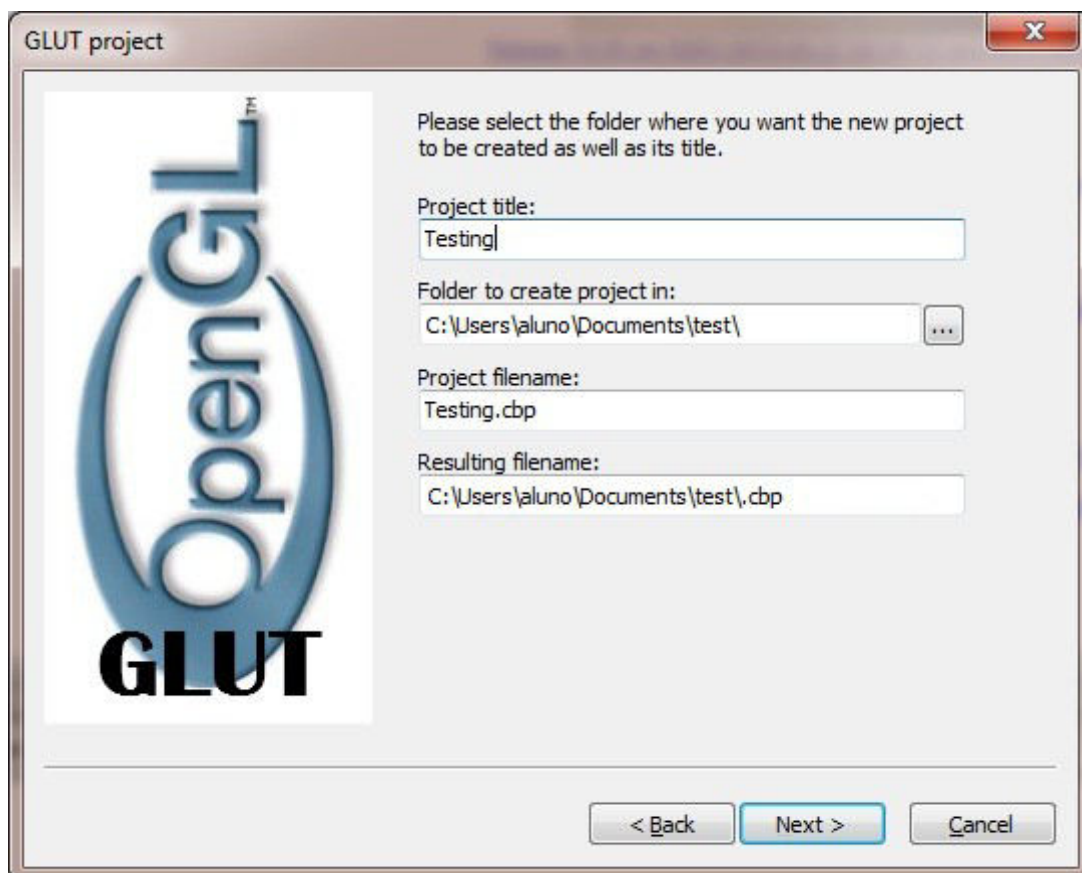 GLUT project
OpenGL™
GLUT
Please select the folder where you want the new project
to be created as well as its title.
Project title:
Testing
Folder to create project in:
C:\Users\aluno\Documents\test\
...
Project filename:
Testing.cbp
Resulting filename:
C:\Users\aluno\Documents\test\.cbp
< Back
Next >
Cancel